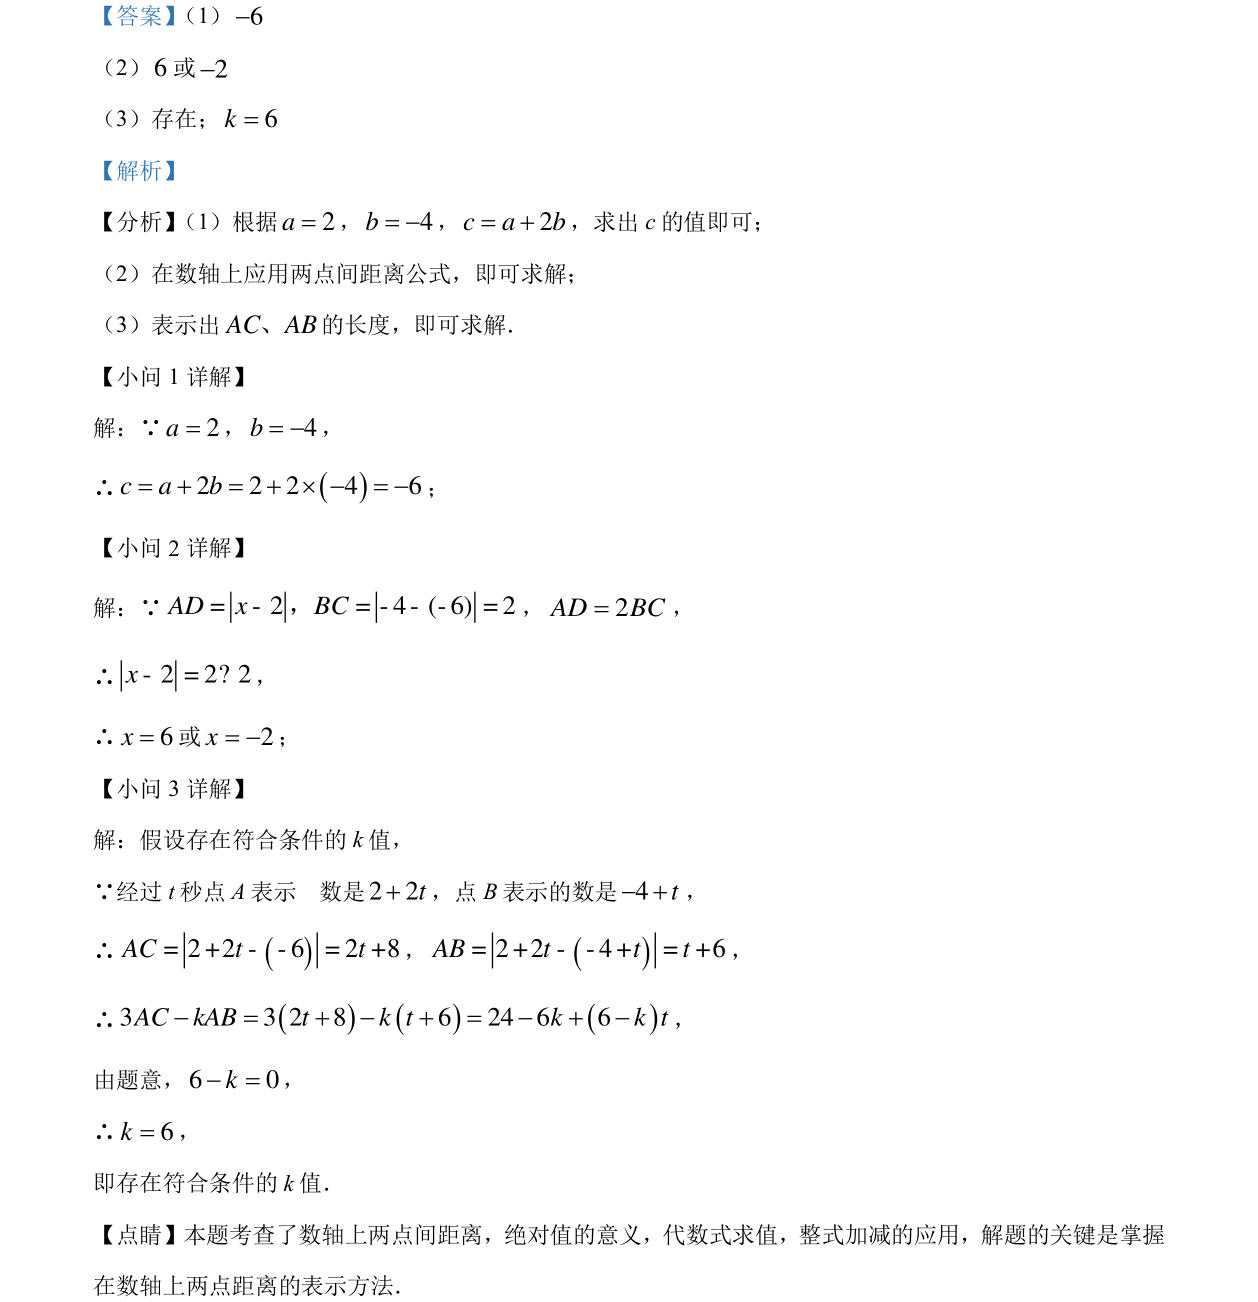 【答案】（1）−6
（2）6或−2
（3）存在；k = 6
【解析】
【分析】（1）根据a = 2，b = −4，c = a + 2b，求出 c 的值即可；
（2）在数轴上应用两点间距离公式，即可求解；
（3）表示出 AC、AB 的长度，即可求解．
【小问 1 详解】
解：∵a = 2，b = −4，
∴c = a + 2b = 2 + 2×(−4) = −6；
【小问 2 详解】
解：∵AD =|x - 2|，BC =|- 4 - (- 6)| = 2，AD = 2BC，
∴|x - 2| = 2? 2，
∴x = 6或x = −2；
【小问 3 详解】
解：假设存在符合条件的 k 值，
∵经过 t 秒点 A 表示 数是2 + 2t，点 B 表示的数是−4 + t，
∴AC =|2 +2t - (- 6)| = 2t +8，AB =|2 +2t - (- 4 +t)| = t +6，
∴3AC − kAB = 3(2t + 8) − k(t + 6) = 24 − 6k + (6 − k)t，
由题意，6 − k = 0，
∴k = 6，
即存在符合条件的 k 值．
【点睛】本题考查了数轴上两点间距离，绝对值的意义，代数式求值，整式加减的应用，解题的关键是掌握
在数轴上两点距离的表示方法．